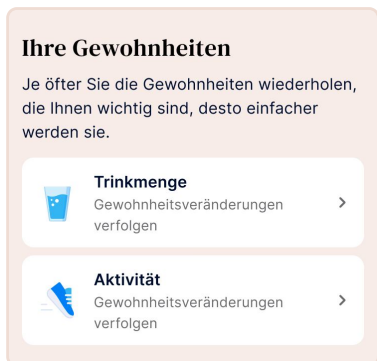 Ihre Gewohnheiten
Je öfter Sie die Gewohnheiten wiederholen,
die Ihnen wichtig sind, desto einfacher
werden sie.
Trinkmenge
Gewohnheitsveränderungen
verfolgen
Aktivität
Gewohnheitsveränderungen
verfolgen